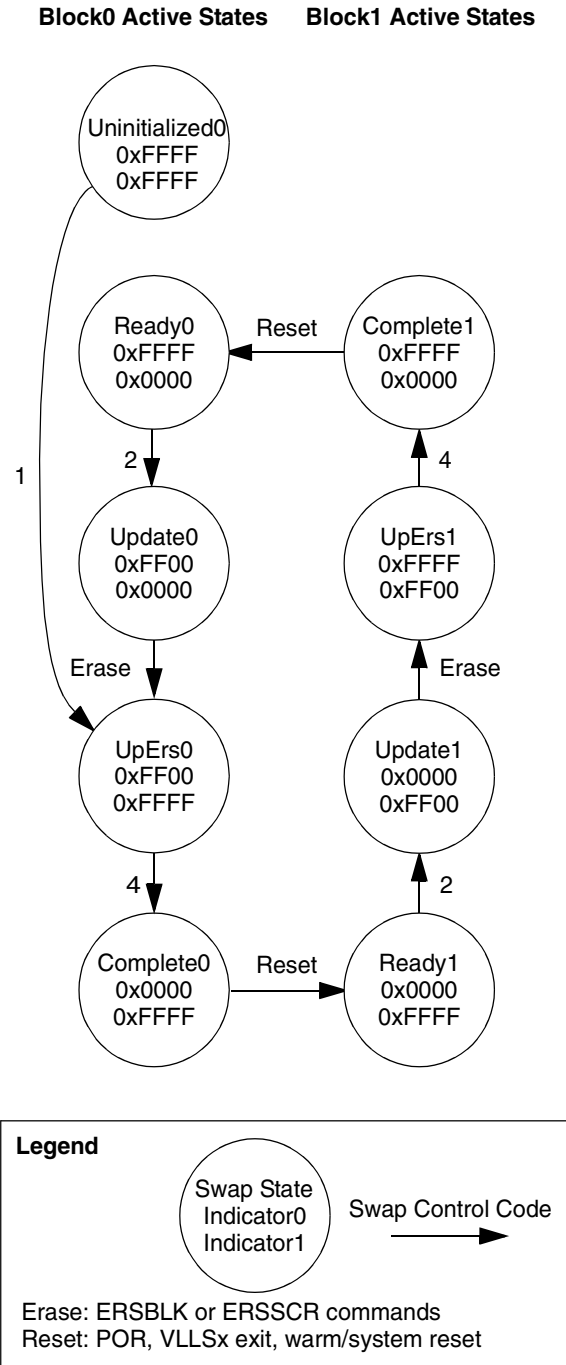 Block0 Active States
Block1 Active States
Uninitialized0
0xFFFF
0xFFFF
1
Ready0
0xFFFF
0x0000
Reset
Complete1
0xFFFF
0x0000
2
4
Update0
0xFF00
0x0000
UpErs1
0xFFFF
0xFF00
Erase
Erase
UpErs0
0xFF00
0xFFFF
Update1
0x0000
0xFF00
4
2
Complete0
0x0000
0xFFFF
Reset
Ready1
0x0000
0xFFFF
Legend
Swap State
Indicator0
Indicator1
Swap Control Code
Erase: ERSBLK or ERSSCR commands
Reset: POR, VLLSx exit, warm/system reset